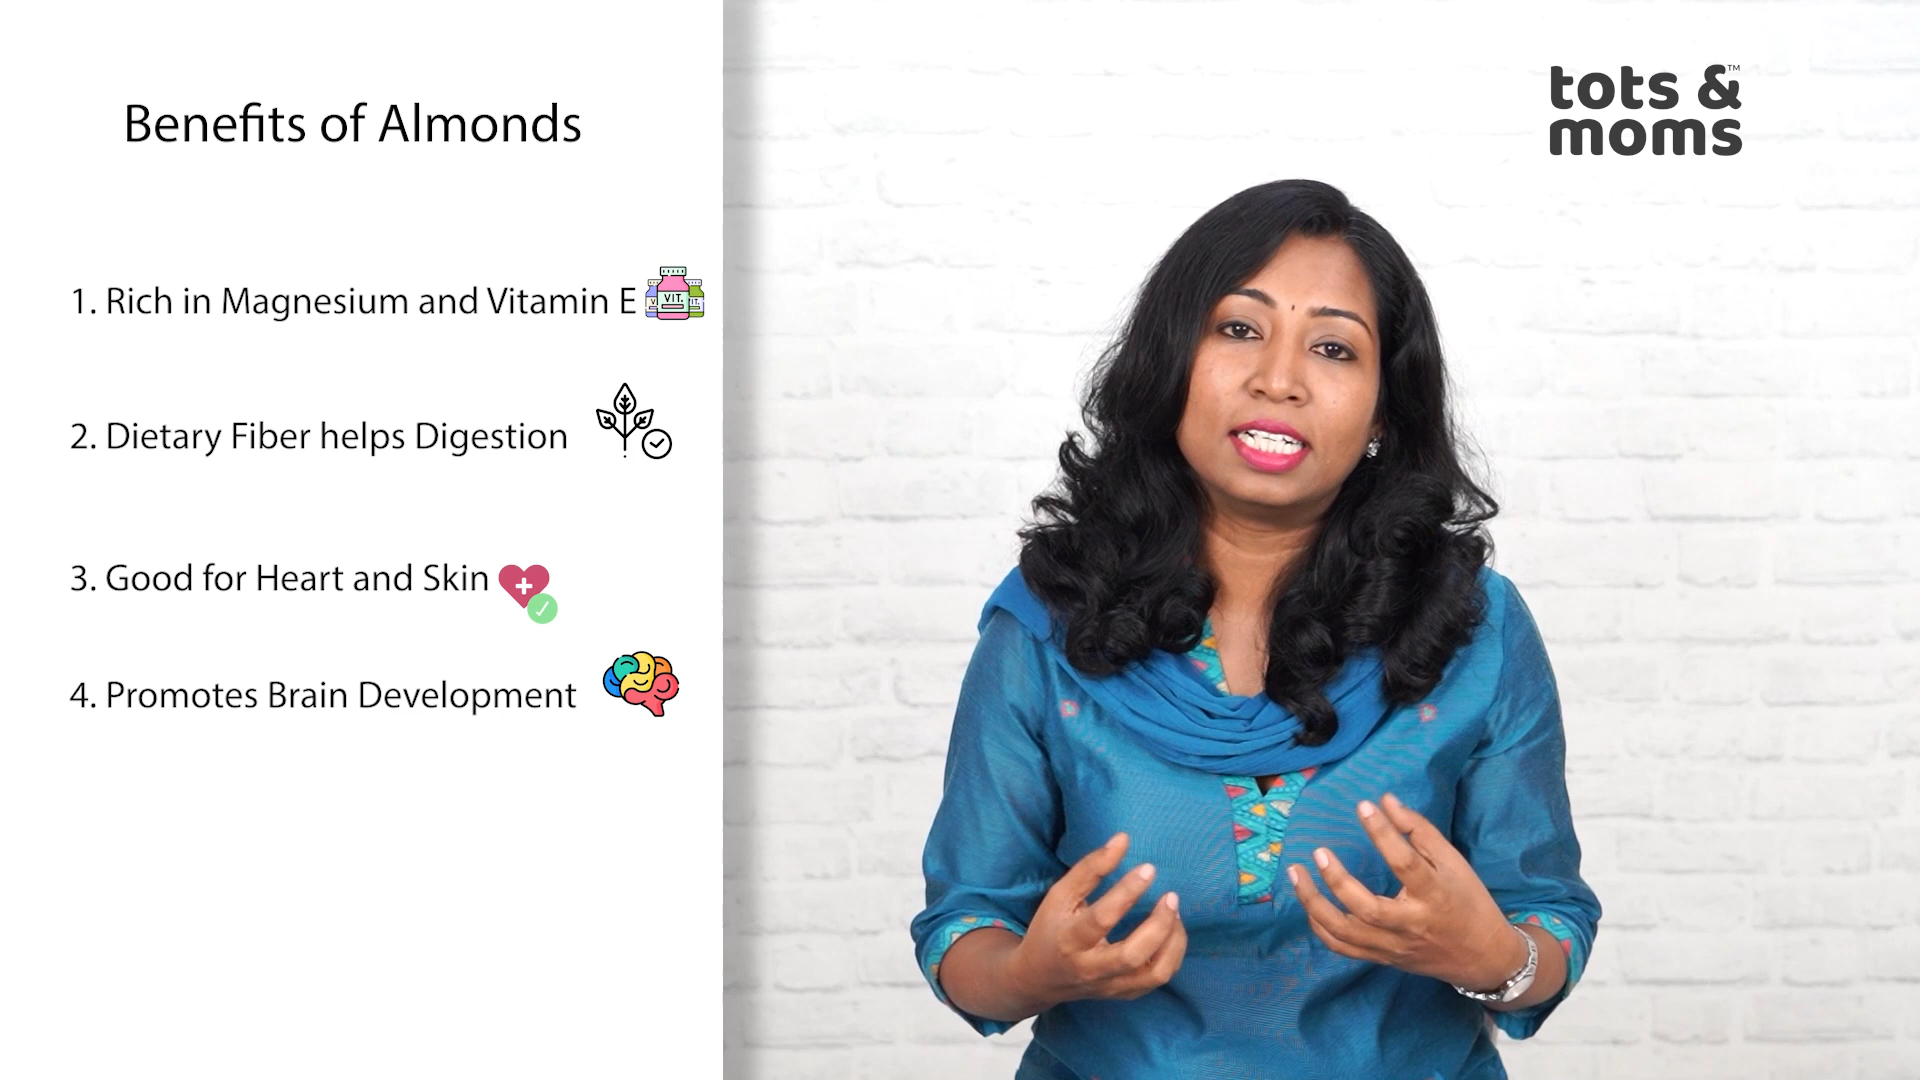 Benefits of Almonds
1. Rich in Magnesium and Vitamin E
VIT.
2. Dietary Fiber helps Digestion
3. Good for Heart and Skin
4. Promotes Brain Development
tots &™
moms